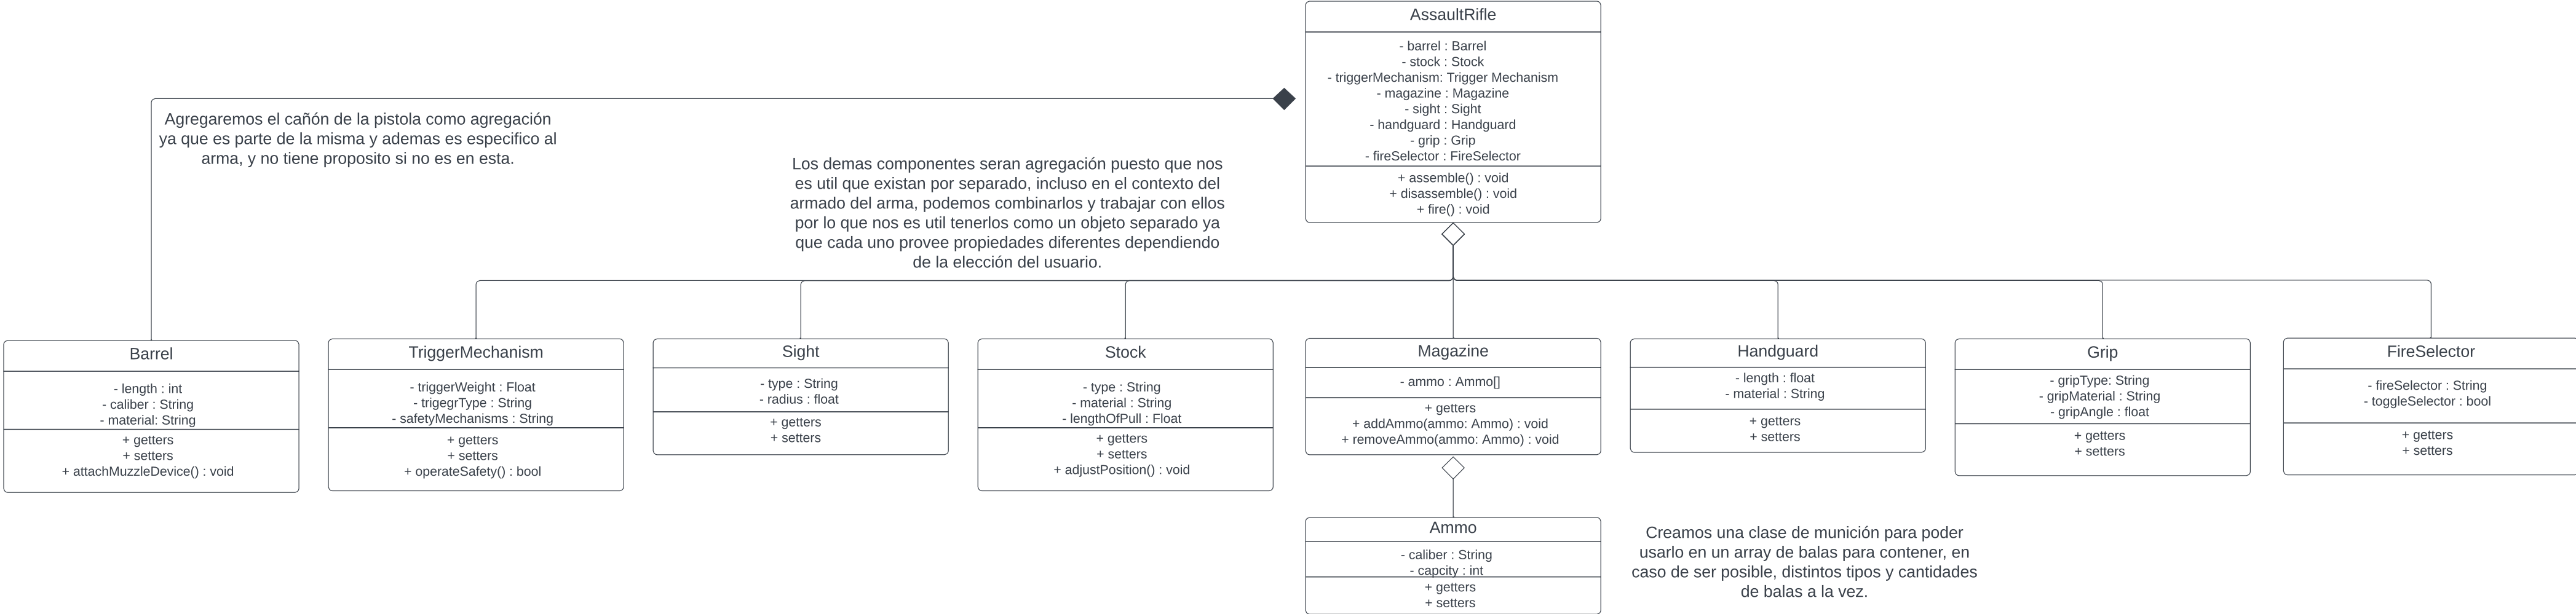 AssaultRifle
- barrel : Barrel
- stock : Stock
- triggerMechanism: Trigger Mechanism
- magazine : Magazine
- sight : Sight
- handguard : Handguard
- grip : Grip
- fireSelector : FireSelector
+ assemble() : void
+ disassemble() : void
+ fire() : void
Agregaremos el cañón de la pistola como agregación
ya que es parte de la misma y ademas es especifico al
arma, y no tiene proposito si no es en esta.
Los demas componentes seran agregación puesto que nos
es util que existan por separado, incluso en el contexto del
armado del arma, podemos combinarlos y trabajar con ellos
por lo que nos es util tenerlos como un objeto separado ya
que cada uno provee propiedades diferentes dependiendo
de la elección del usuario.
Barrel
- length : int
- caliber : String
- material: String
+ getters
+ setters
+ attachMuzzleDevice() : void
TriggerMechanism
- triggerWeight : Float
- trigegrType : String
- safetyMechanisms : String
+ getters
+ setters
+ operateSafety() : bool
Sight
- type : String
- radius : float
+ getters
+ setters
Stock
- type : String
- material : String
- lengthOfPull : Float
+ getters
+ setters
+ adjustPosition() : void
Magazine
- ammo : Ammo[]
+ getters
+ addAmmo(ammo: Ammo) : void
+ removeAmmo(ammo: Ammo) : void
Handguard
- length : float
- material : String
+ getters
+ setters
Grip
- gripType: String
- gripMaterial : String
- gripAngle : float
+ getters
+ setters
FireSelector
- fireSelector : String
- toggleSelector : bool
+ getters
+ setters
Ammo
- caliber : String
- capcity : int
+ getters
+ setters
Creamos una clase de munición para poder
usarlo en un array de balas para contener, en
caso de ser posible, distintos tipos y cantidades
de balas a la vez.